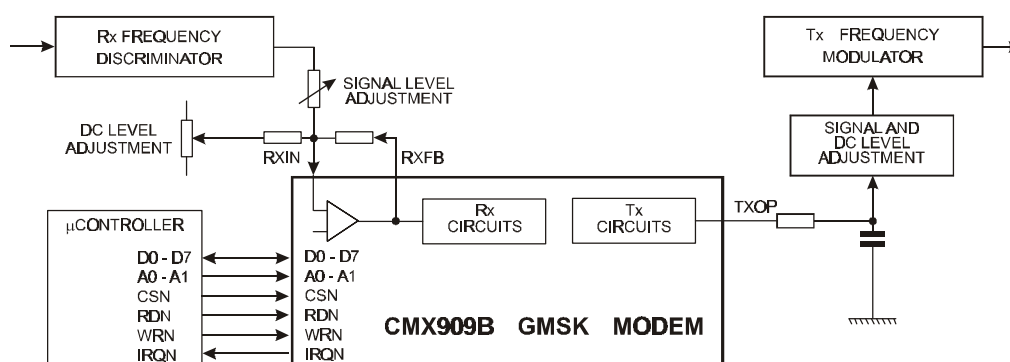 Rx FREQUENCY
DISCRIMINATOR
Tx FREQUENCY
MODULATOR
SIGNAL LEVEL
ADJUSTMENT
DC LEVEL
ADJUSTMENT
RXIN
RXFB
SIGNAL AND
DC LEVEL
ADJUSTMENT
µCONTROLLER
Rx
CIRCUITS
Tx
CIRCUITS
TXOP
D0 - D7
A0 - A1
CSN
RDN
WRN
IRQN
D0 - D7
A0 - A1
CSN
RDN
WRN
IRQN
CMX909B GMSK MODEM